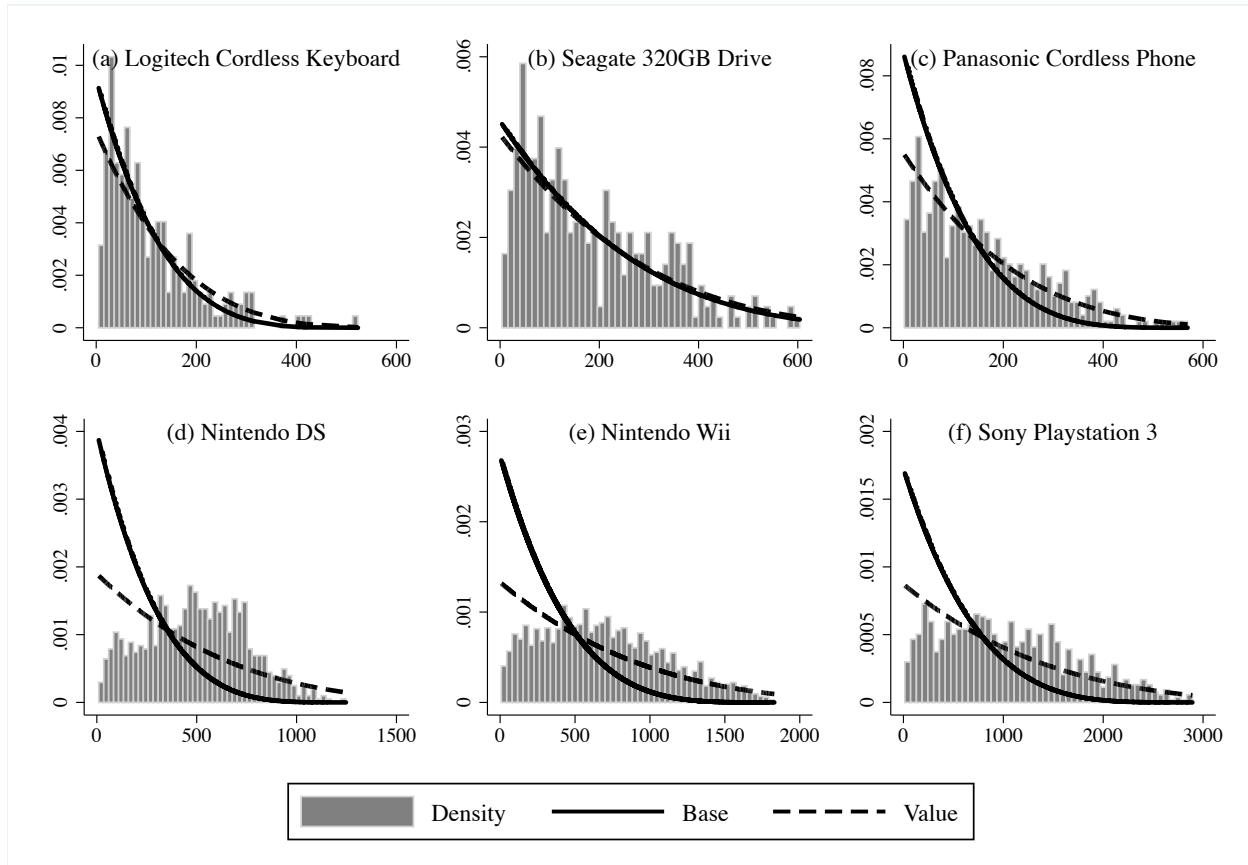 (a) Logitech Cordless Keyboard
0
.002
.004
.006
.008
.01
0 200 400 600
(b) Seagate 320GB Drive
0
.002
.004
.006
0 200 400 600
(c) Panasonic Cordless Phone
0
.002
.004
.006
.008
0 200 400 600
(d) Nintendo DS
0
.001
.002
.003
.004
0 500 1000 1500
(e) Nintendo Wii
0
.001
.002
.003
0 500 1000 1500 2000
(f) Sony Playstation 3
0
.0005
.001
.0015
.002
0 1000 2000 3000
Density Base Value